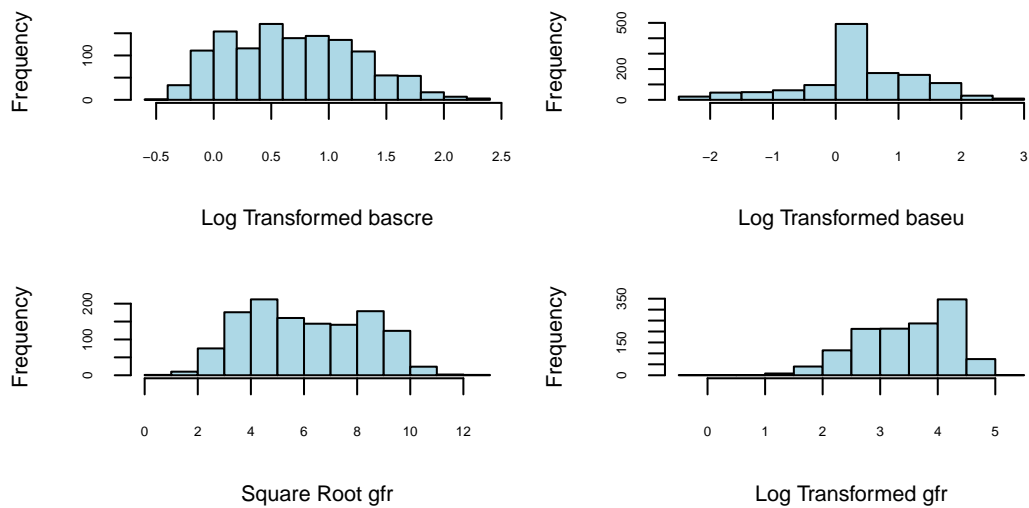 Frequency
0 100
−0.5 0.0 0.5 1.0 1.5 2.0 2.5
Log Transformed bascre
Frequency
0 200 500
−2 −1 0 1 2 3
Log Transformed baseu
Frequency
0 100 200
0 2 4 6 8 10 12
Square Root gfr
Frequency
0 150 350
0 1 2 3 4 5
Log Transformed gfr